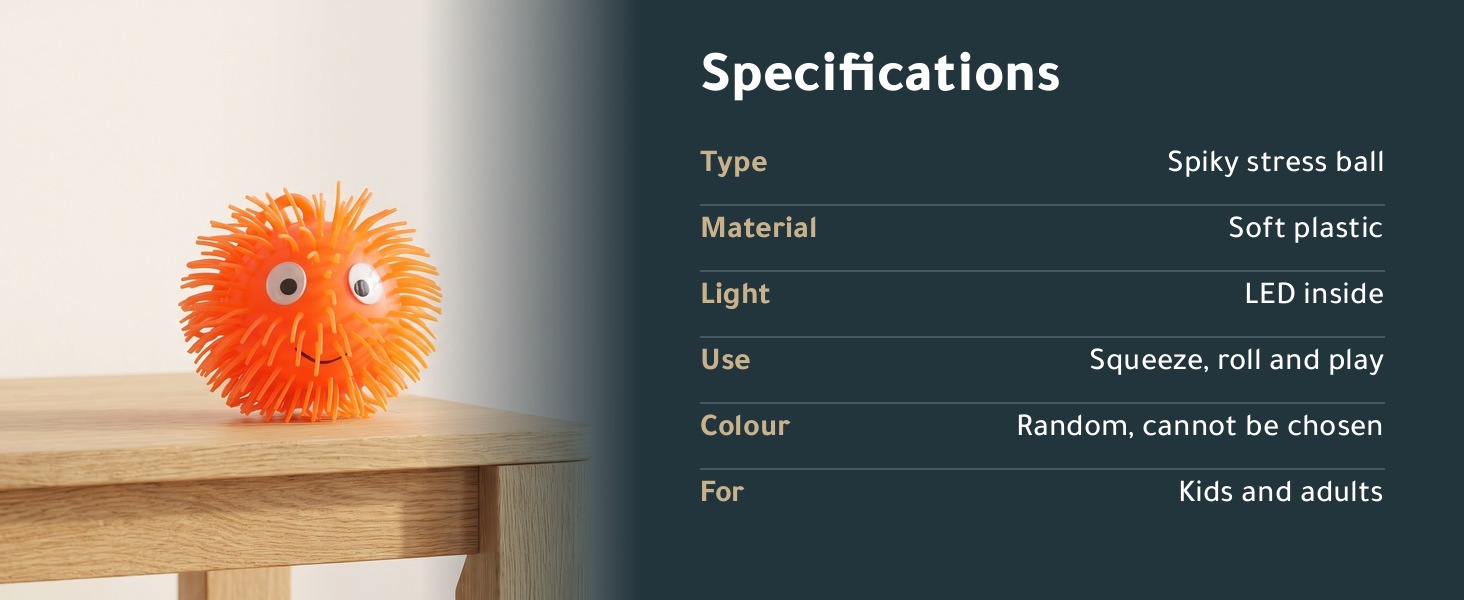 Specifications
Type Spiky stress ball
Material Soft plastic
Light LED inside
Use Squeeze, roll and play
Colour Random, cannot be chosen
For Kids and adults